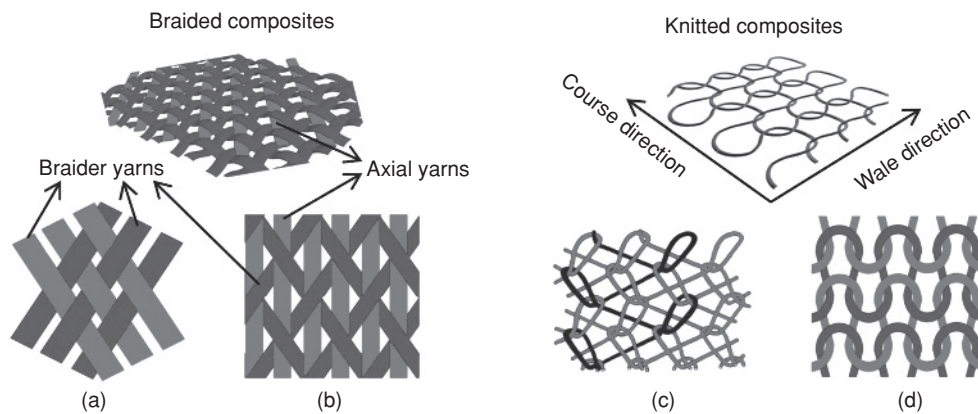 Braided composites
Knitted composites
Course direction
Wale direction
Braider yarns
Axial yarns
(a)
(b)
(c)
(d)